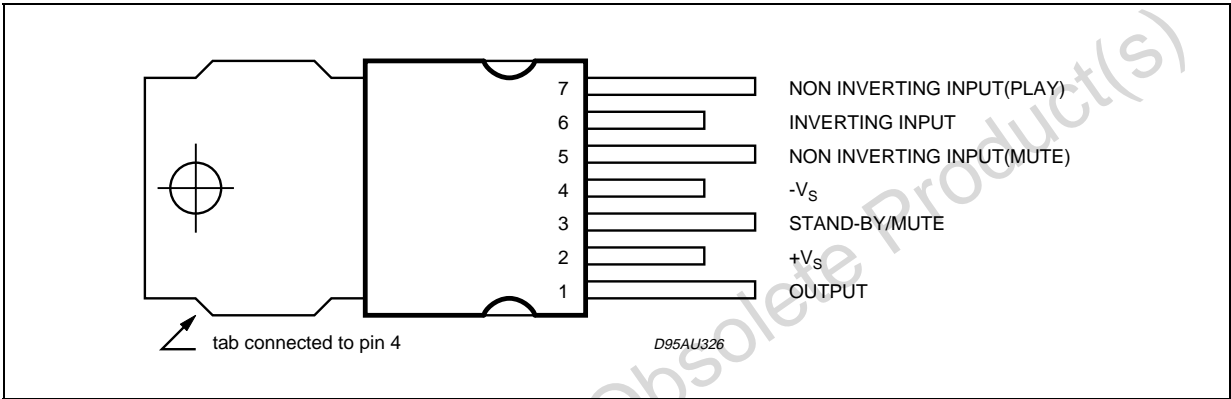 7 NON INVERTING INPUT(PLAY)
6 INVERTING INPUT
5 NON INVERTING INPUT(MUTE)
4 -VS
3 STAND-BY/MUTE
2 +VS
1 OUTPUT
tab connected to pin 4
D95AU326
Obsolete Product(s)